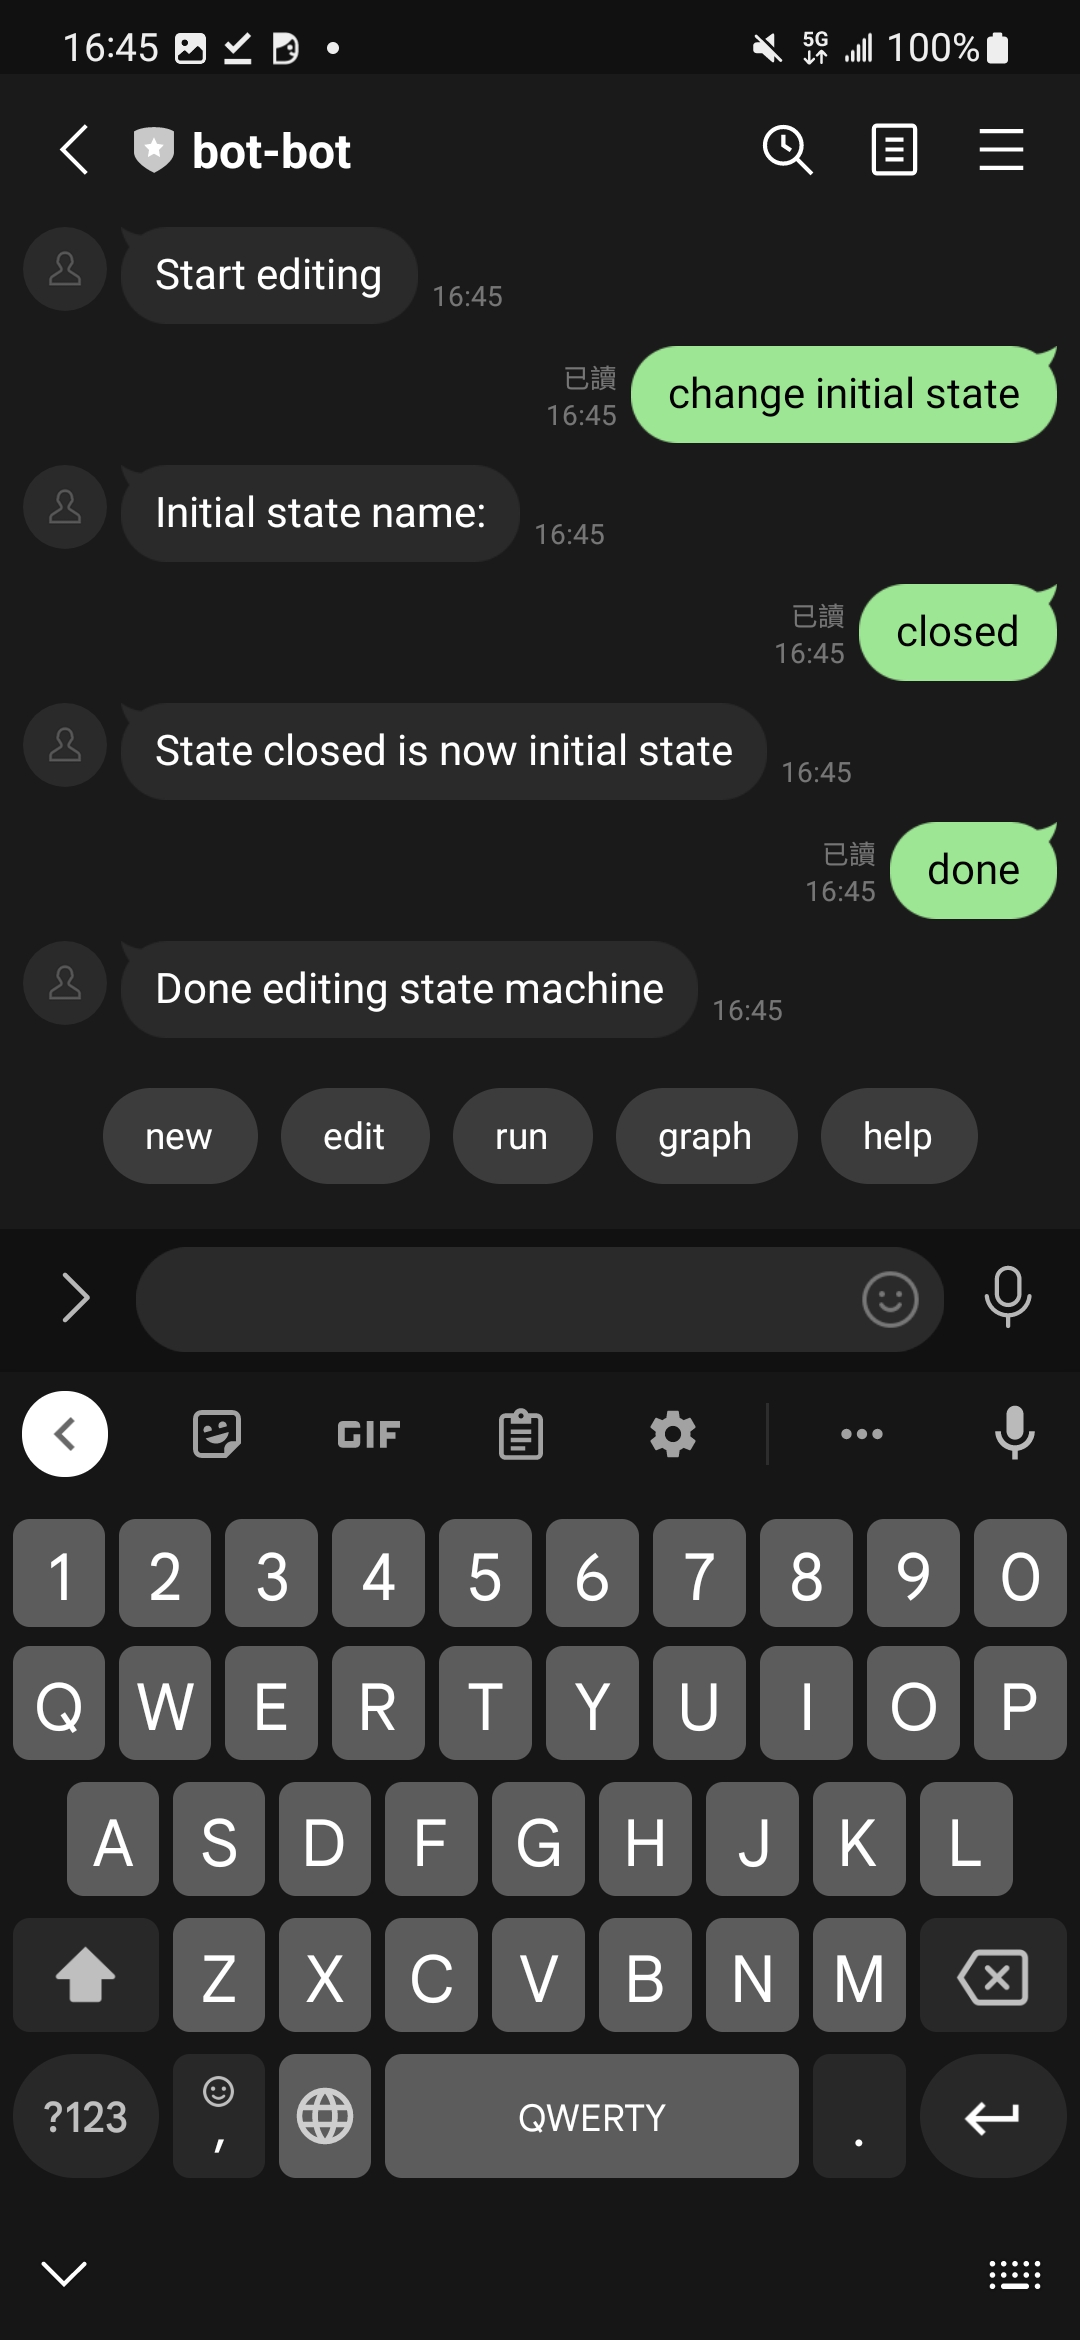 16:45
5G
100%
bot-bot
Start editing
16:45
已讀
16:45
change initial state
Initial state name:
16:45
已讀
16:45
closed
State closed is now initial state
16:45
已讀
16:45
done
Done editing state machine
16:45
new
edit
run
graph
help
GIF
1 2 3 4 5 6 7 8 9 0
Q W E R T Y U I O P
A S D F G H J K L
Z X C V B N M
?123
,
QWERTY
.